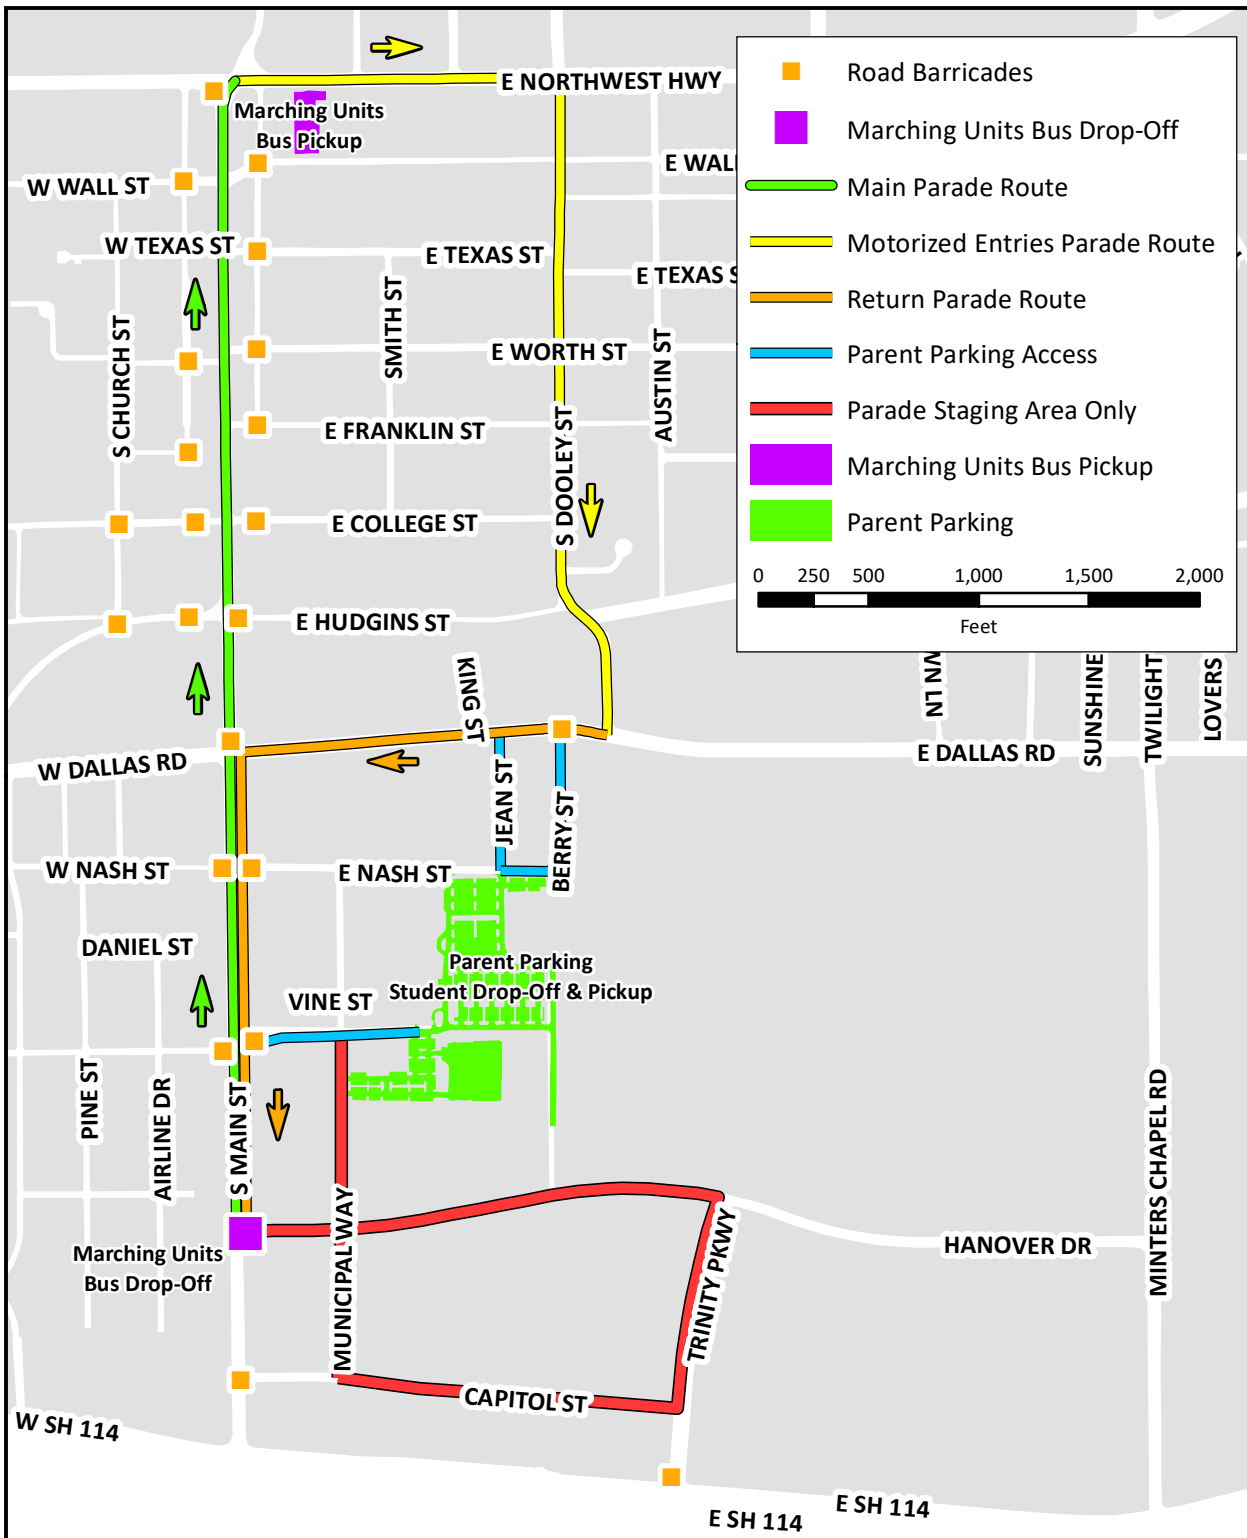 E NORTHWEST HWY
Marching Units
Bus Pickup
W WALL ST
E WALL
W TEXAS ST
E TEXAS ST
E TEXAS S
S CHURCH ST
SMITH ST
E WORTH ST
AUSTIN ST
E FRANKLIN ST
S DOOLEY ST
E COLLEGE ST
E HUDGINS ST
Road Barricades
Marching Units Bus Drop-Off
Main Parade Route
Motorized Entries Parade Route
Return Parade Route
Parent Parking Access
Parade Staging Area Only
Marching Units Bus Pickup
Parent Parking
0 250 500 1,000 1,500 2,000
Feet
KING ST
WN LN
SUNSHINE
TWILIGHT
LOVERS
W DALLAS RD
E DALLAS RD
JEAN ST
BERRY ST
W NASH ST
E NASH ST
DANIEL ST
Parent Parking
Student Drop-Off & Pickup
VINE ST
PINE ST
AIRLINE DR
S MAIN ST
MUNICIPAL WAY
TRINITY PKWY
MINTERS CHAPEL RD
HANOVER DR
Marching Units
Bus Drop-Off
CAPITOL ST
W SH 114
E SH 114
E SH 114